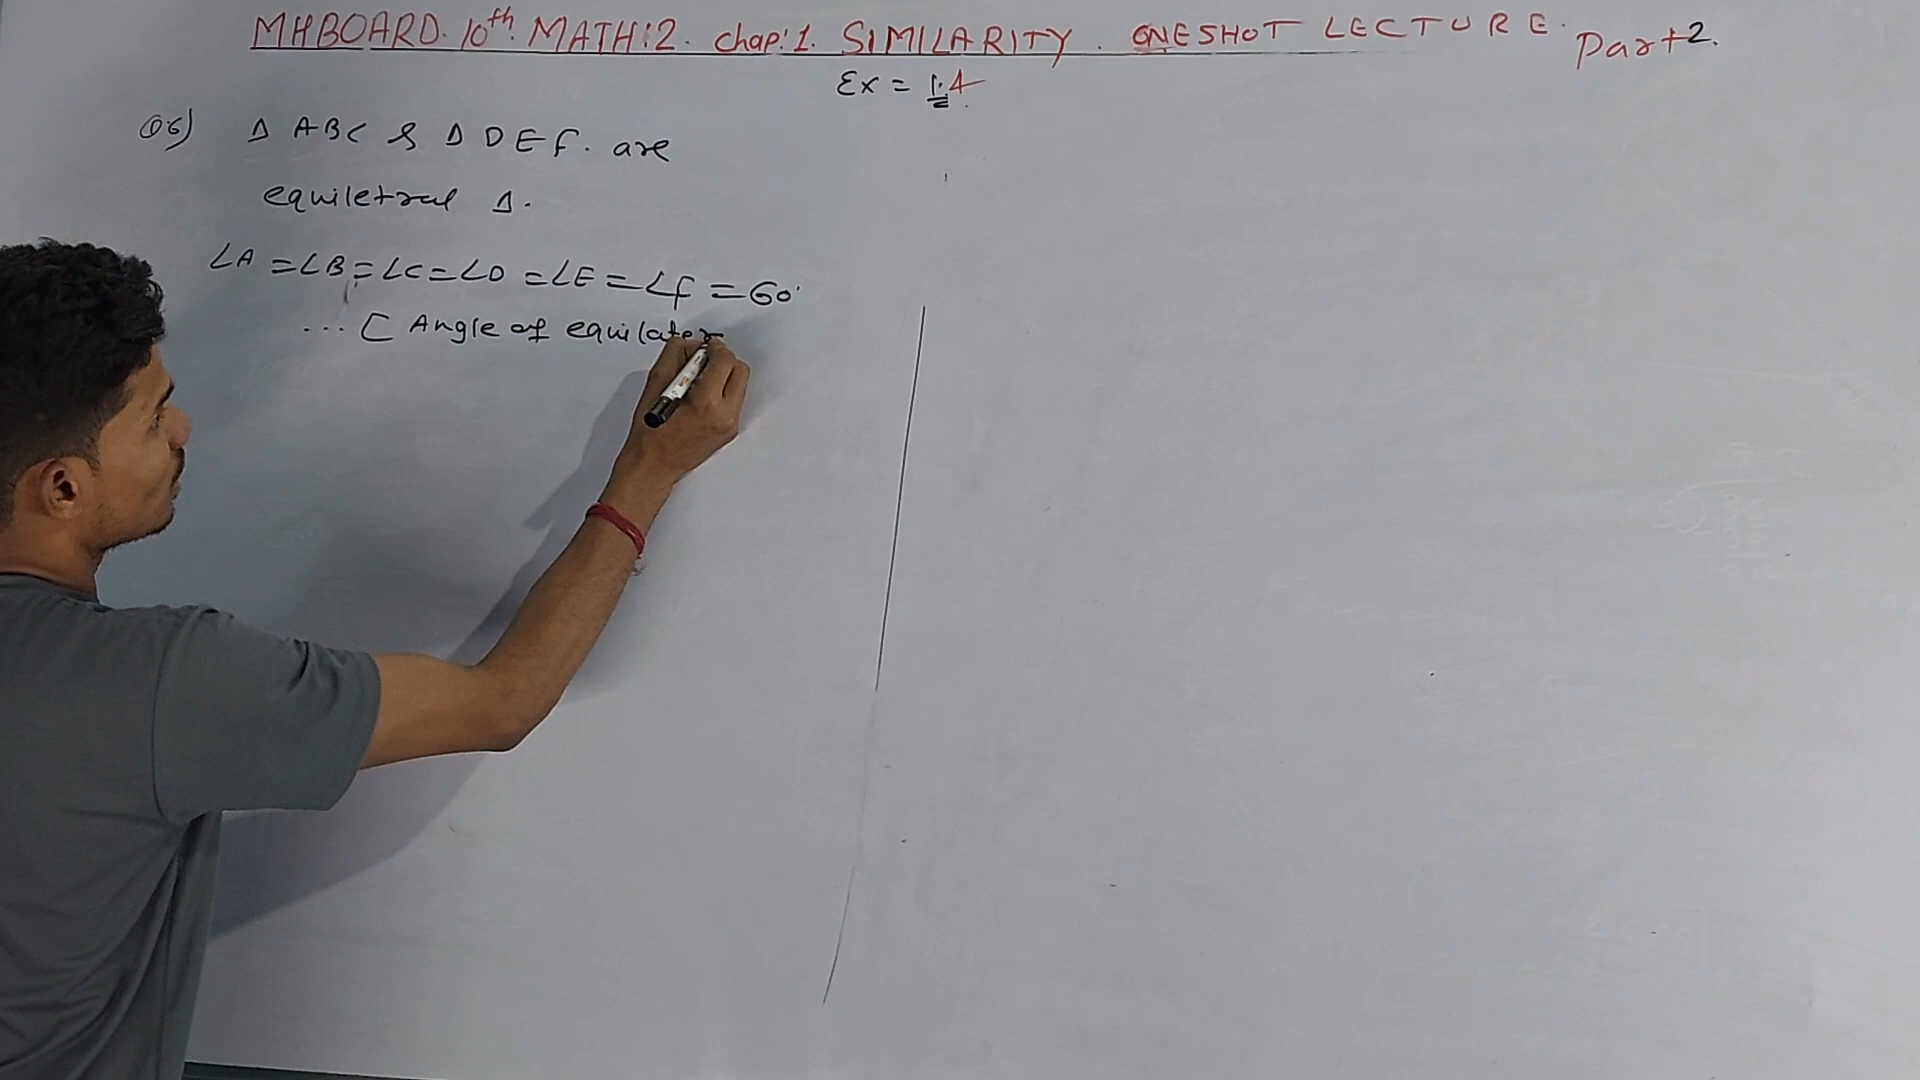 MHBOARD. 10th. MATH:2. chap:1. SIMILARITY. ONESHOT LECTURE. Part 2.
Ex = 1.4
Q6) Δ ABC & Δ DEF. are
equiletral Δ.
∠A = ∠B = ∠C = ∠D = ∠E = ∠F = 60°
... [ Angle of equilater